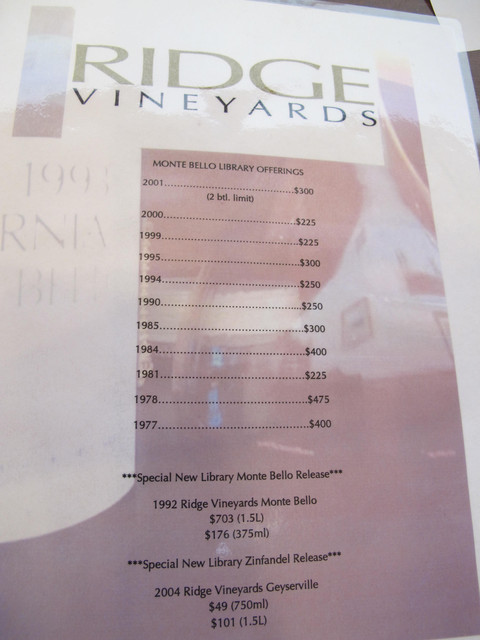 RIDGE
VINEYARDS
MONTE BELLO LIBRARY OFFERINGS
2001..............................................$300
(2 btl. limit)
2000..............................................$225
1999..............................................$225
1995..............................................$300
1994..............................................$250
1990..............................................$250
1985..............................................$300
1984..............................................$400
1981..............................................$225
1978..............................................$475
1977..............................................$400
***Special New Library Monte Bello Release***
1992 Ridge Vineyards Monte Bello
$703 (1.5L)
$176 (375ml)
***Special New Library Zinfandel Release***
2004 Ridge Vineyards Geyserville
$49 (750ml)
$101 (1.5L)